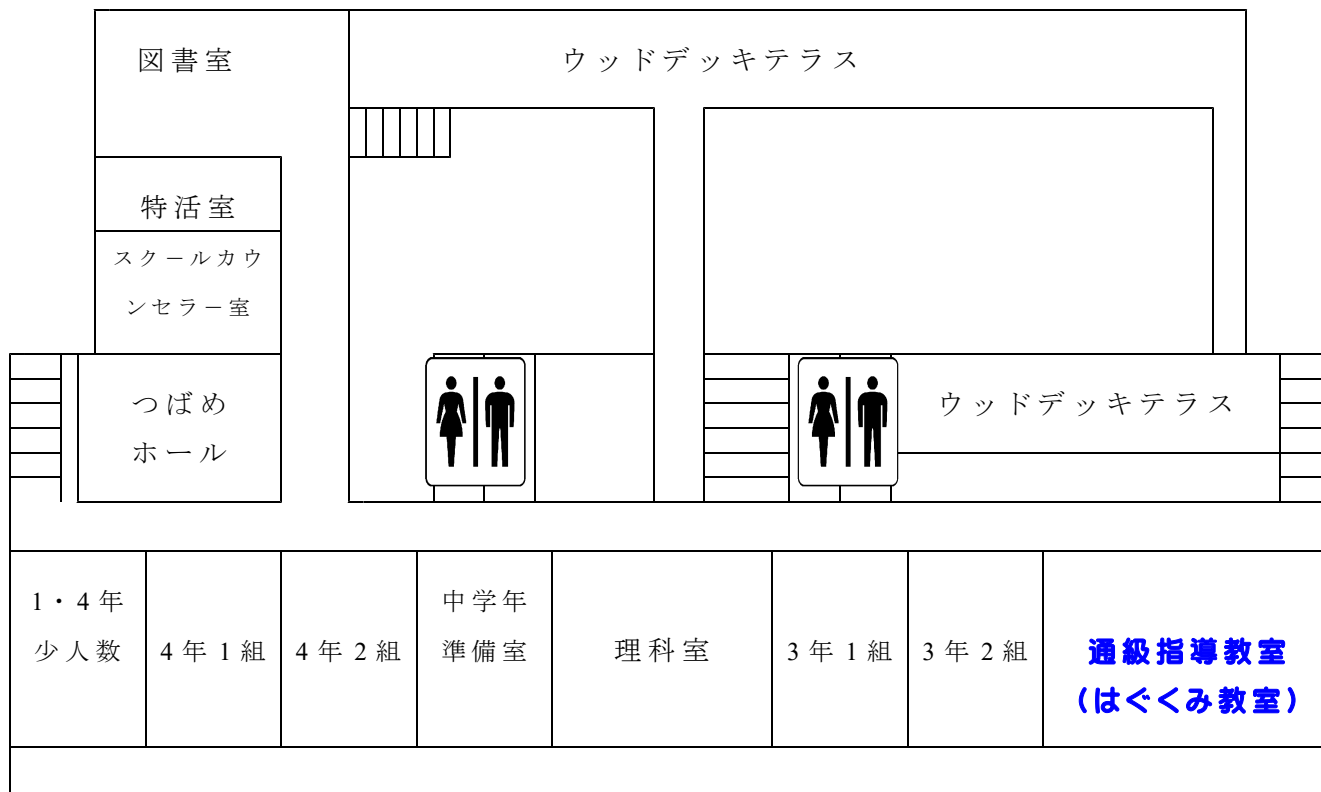 図書室
ウッドデッキテラス
特活室
スクールカウ
ンセラー室
つばめ
ホール
ウッドデッキテラス
1・4年
少人数
4年1組
4年2組
中学年
準備室
理科室
3年1組
3年2組
通級指導教室
(はぐくみ教室)